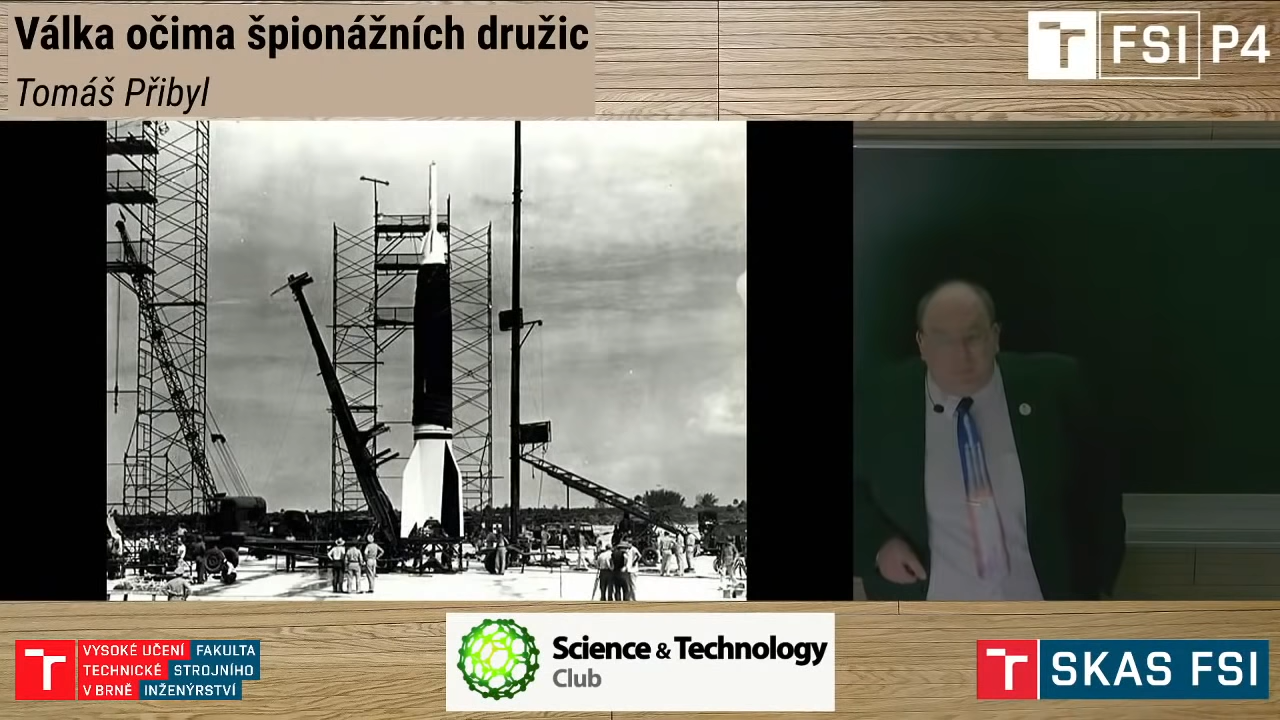 Válka očima špionážních družic
Tomáš Přibyl
FSI P4
VYSOKÉ UČENÍ FAKULTA
TECHNICKÉ STROJNÍHO
V BRNĚ INŽENÝRSTVÍ
Science & Technology
Club
SKAS FSI